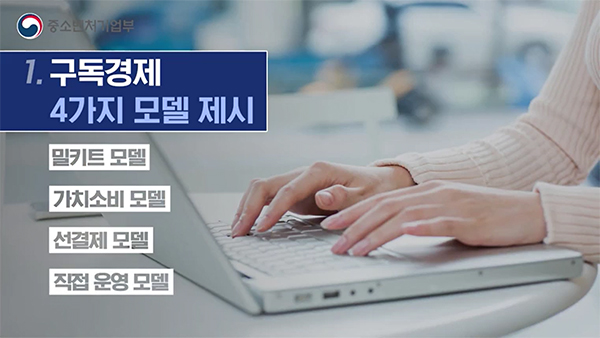 중소벤처기업부
1. 구독경제
4가지 모델 제시
밀키트 모델
가치소비 모델
선결제 모델
직접 운영 모델